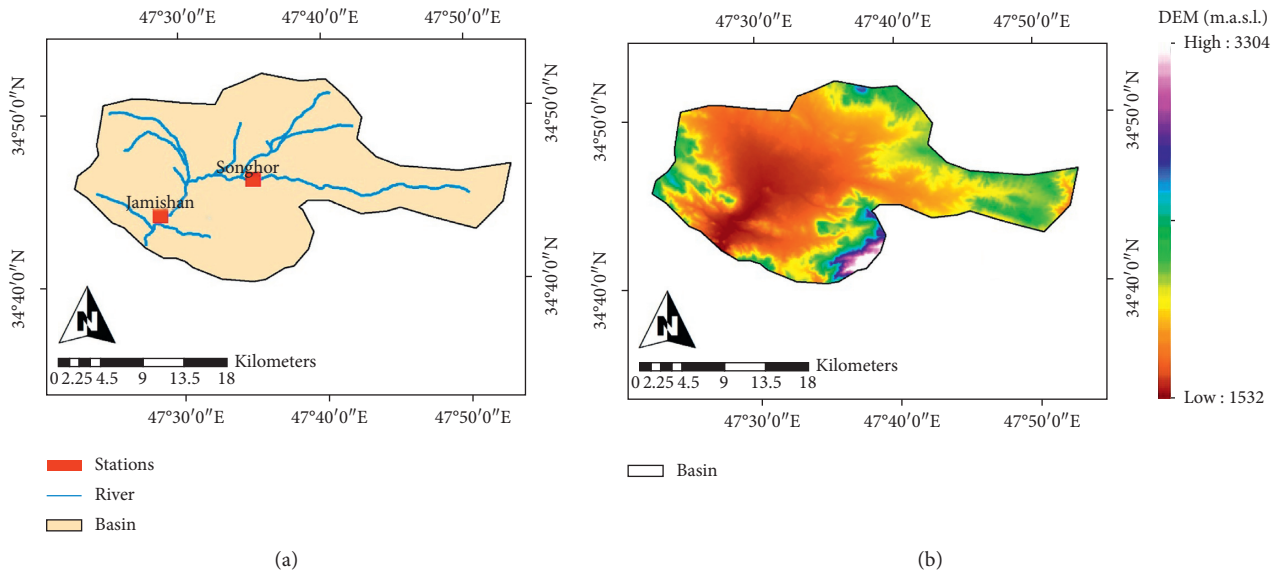 47°30′0″E 47°40′0″E 47°50′0″E
34°50′0″N
34°40′0″N
34°50′0″N
34°40′0″N
Songhor
Jamishan
N
Kilometers
0 2.25 4.5 9 13.5 18
47°30′0″E 47°40′0″E 47°50′0″E
Stations
River
Basin
(a)
47°30′0″E 47°40′0″E 47°50′0″E
34°50′0″N
34°40′0″N
34°50′0″N
34°40′0″N
N
Kilometers
0 2.25 4.5 9 13.5 18
47°30′0″E 47°40′0″E 47°50′0″E
DEM (m.a.s.l.)
High : 3304
Low : 1532
Basin
(b)